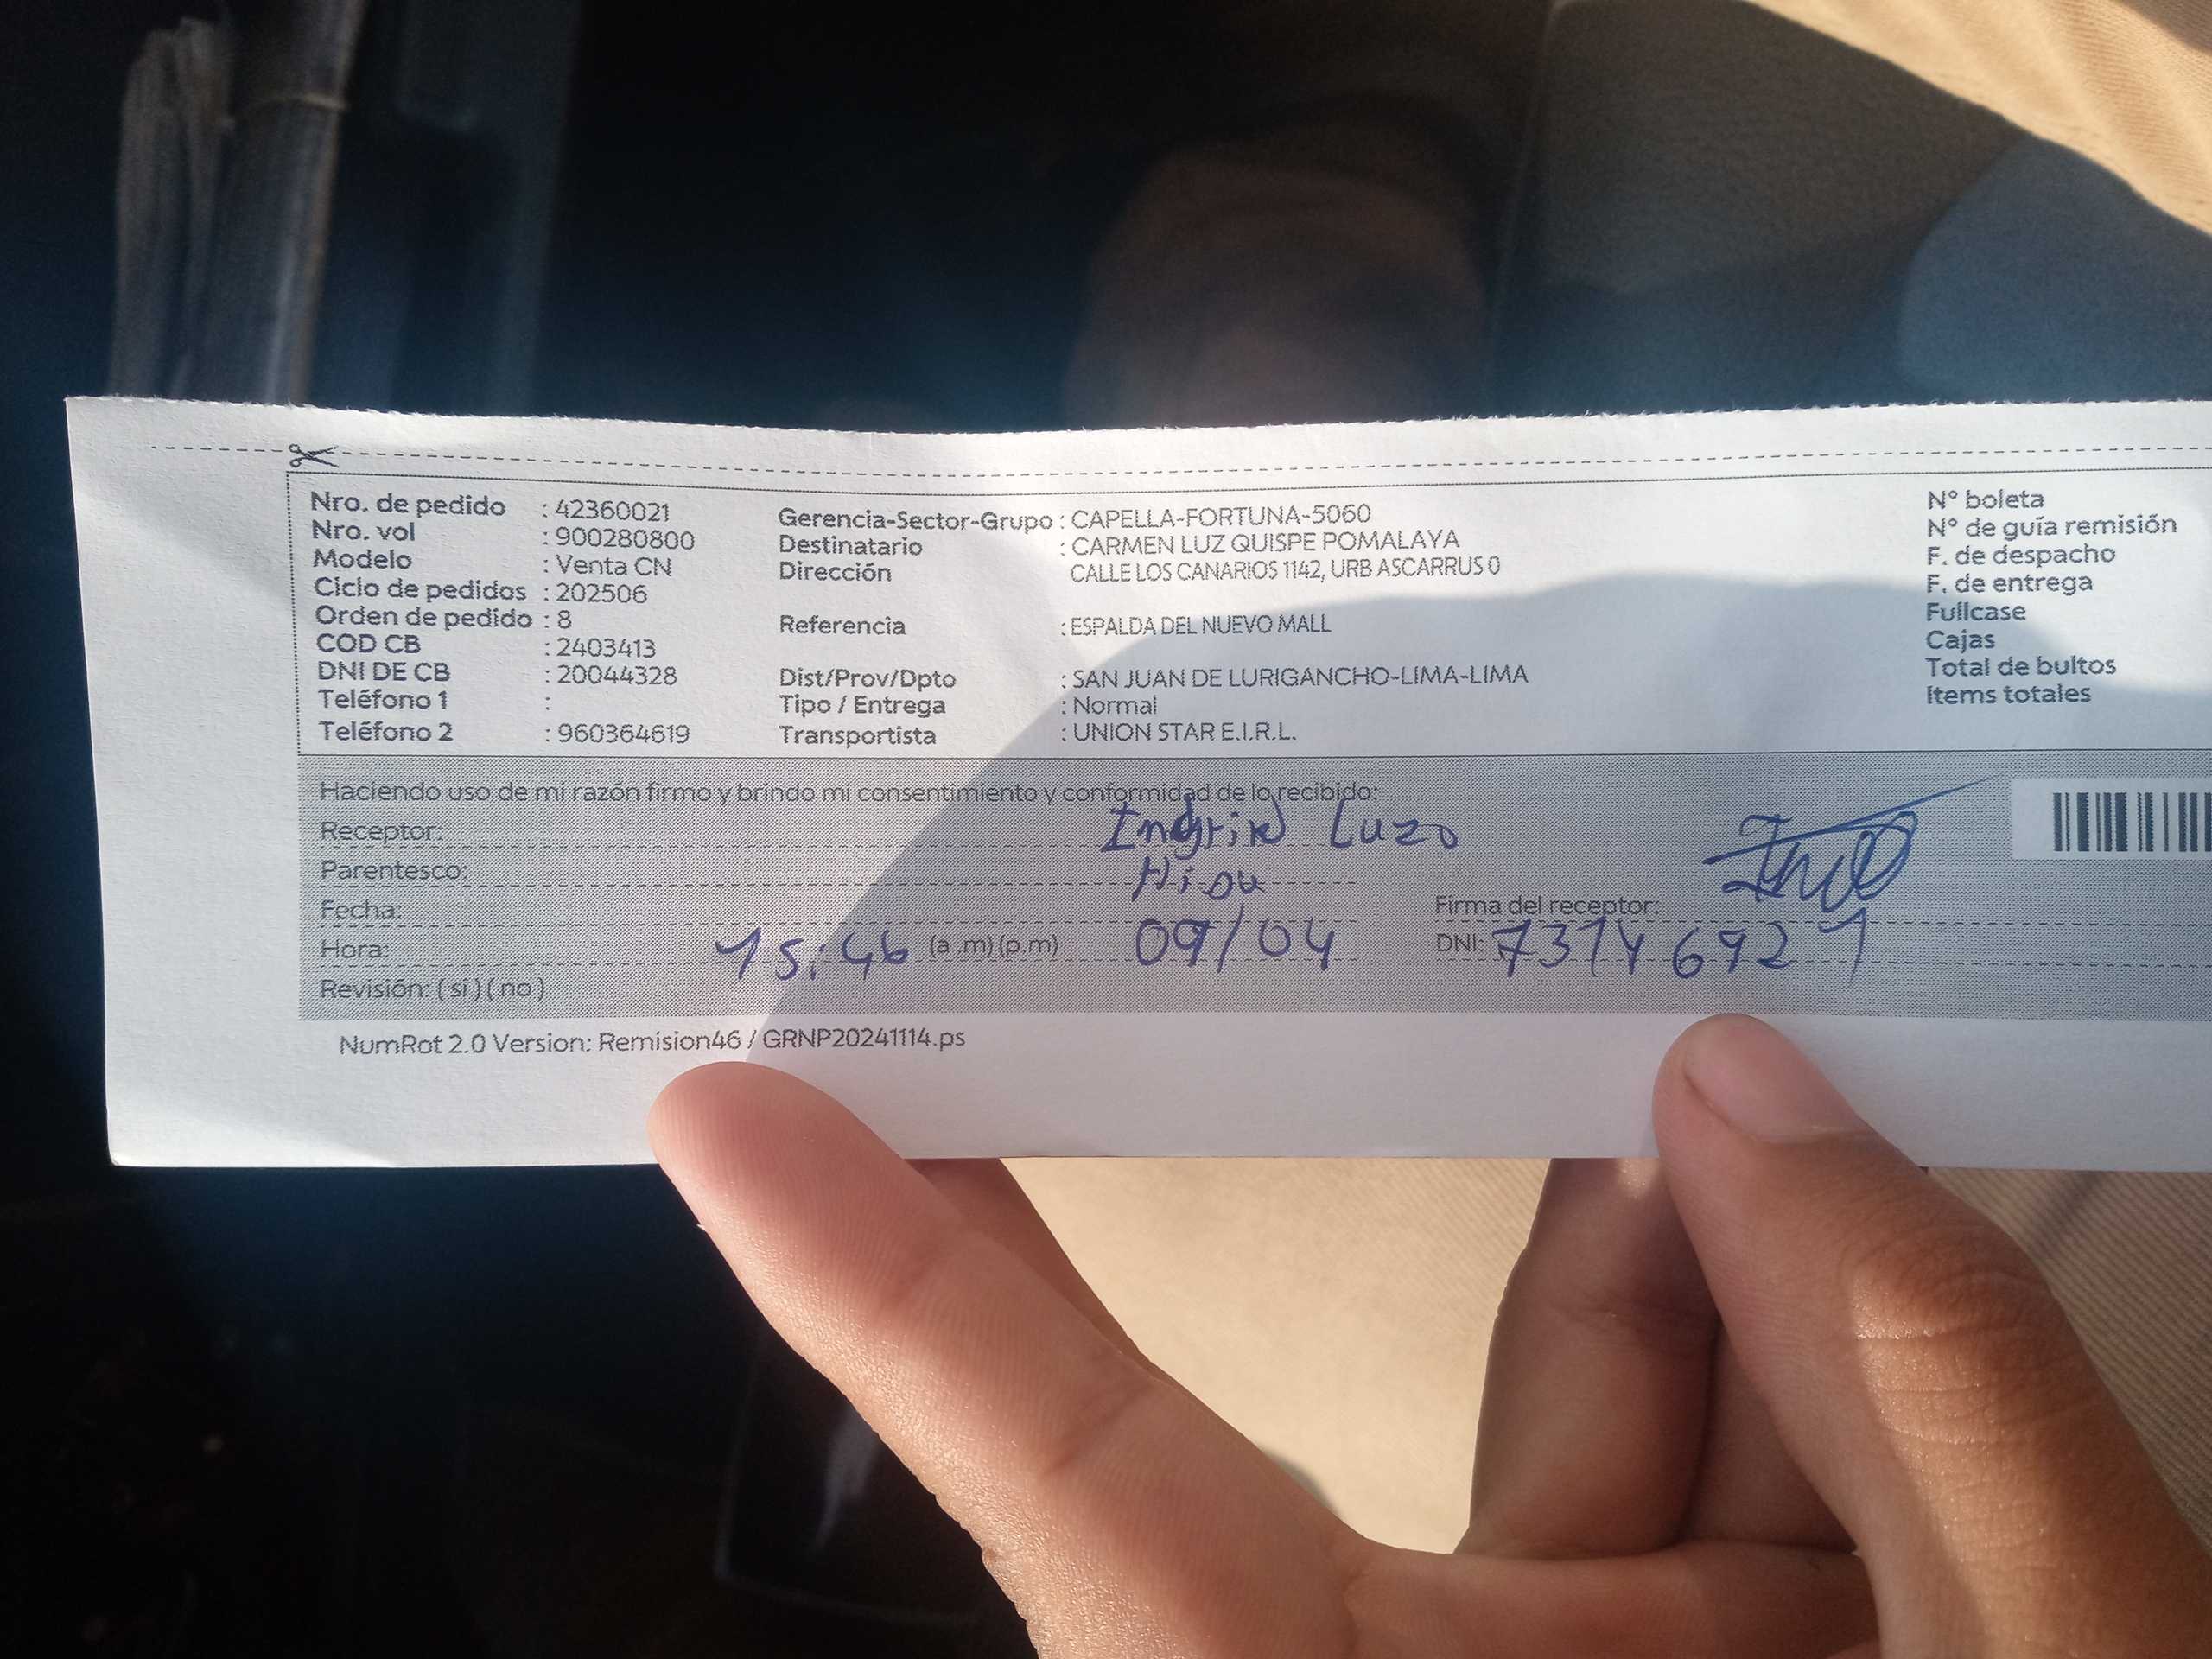 Nro. de pedido : 42360021
Nro. vol : 900280800
Modelo : Venta CN
Ciclo de pedidos : 202506
Orden de pedido : 8
COD CB : 2403413
DNI DE CB : 20044328
Teléfono 1 :
Teléfono 2 : 960364619
Gerencia-Sector-Grupo : CAPELLA-FORTUNA-5060
Destinatario : CARMEN LUZ QUISPE POMALAYA
Dirección CALLE LOS CANARIOS 1142, URB ASCARRUS 0
Referencia : ESPALDA DEL NUEVO MALL
Dist/Prov/Dpto : SAN JUAN DE LURIGANCHO-LIMA-LIMA
Tipo / Entrega : Normal
Transportista : UNION STAR E.I.R.L.
N° boleta
N° de guía remisión
F. de despacho
F. de entrega
Fullcase
Cajas
Total de bultos
Items totales
Haciendo uso de mi razón firmo y brindo mi consentimiento y conformidad de lo recibido:
Receptor: Ingrid Luzo
Parentesco: Hija
Fecha:
Firma del receptor:
Hora: 15:46 (a .m) (p.m) 09/04
DNI: 73746927
Revisión: ( si ) ( no )
NumRot 2.0 Version: Remision46 / GRNP20241114.ps